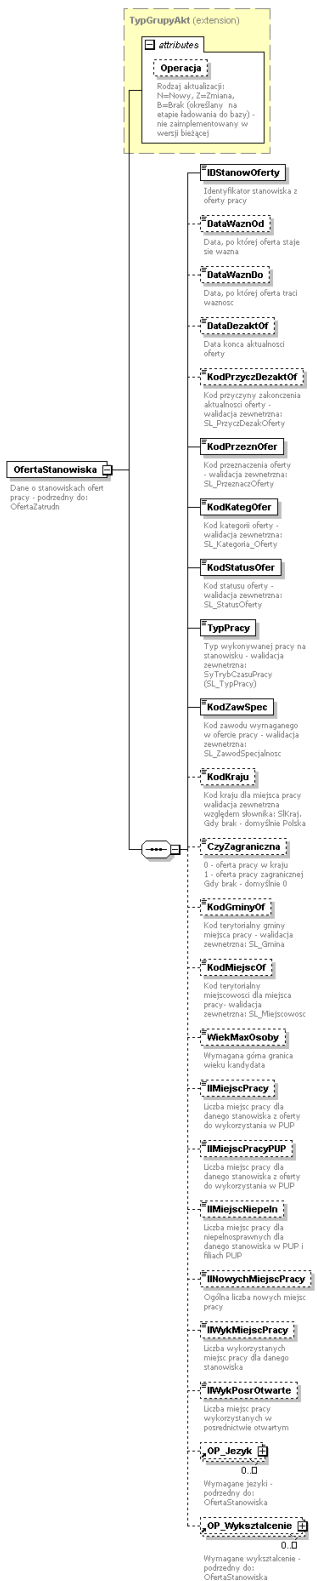 TypGrupyAkt (extension)
attributes
Operacja
Rodzaj aktualizacji:
N=Nowy, Z=Zmiana,
B=Brak (określany na
etapie ładowania do bazy) -
nie zaimplementowany w
wersji bieżącej
OfertaStanowiska
Dane o stanowiskach ofert
pracy - podrzedny do:
OfertaZatrudn
IDStanowOferty
Identyfikator stanowiska z
oferty pracy
DataWaznOd
Data, po której oferta staje
sie wazna
DataWaznDo
Data, po której oferta traci
waznosc
DataDezaktOf
Data konca aktualnosci
oferty
KodPrzyczDezaktOf
Kod przyczyny zakonczenia
aktualnosci oferty -
walidacja zewnetrzna:
SL_PrzyczDezakOferty
KodPrzeznOfer
Kod przeznaczenia oferty
- walidacja zewnetrzna:
SL_PrzeznaczOferty
KodKategOfer
Kod kategorii oferty -
walidacja zewnetrzna:
SL_Kategoria_Oferty
KodStatusOfer
Kod statusu oferty -
walidacja zewnetrzna:
SL_StatusOferty
TypPracy
Typ wykonywanej pracy na
stanowisku - walidacja
zewnetrzna:
SyTrybCzasuPracy
(SL_TypPracy)
KodZawSpec
Kod zawodu wymaganego
w ofercie pracy - walidacja
zewnetrzna:
SL_ZawodSpecjalnosc
KodKraju
Kod kraju dla miejsca pracy
walidacja zewnetrzna
względem słownika: SlKraj.
Gdy brak - domyślnie Polska
CzyZagraniczna
0 - oferta pracy w kraju
1 - oferta pracy zagranicznej
Gdy brak - domyślnie 0
KodGminyOf
Kod terytorialny gminy
miejsca pracy - walidacja
zewnetrzna: SL_Gmina
KodMiejscOf
Kod terytorialny
miejscowosci dla miejsca
pracy- walidacja
zewnetrzna: SL_Miejscowosc
WiekMaxOsoby
Wymagana górna granica
wieku kandydata
IlMiejscPracy
Liczba miejsc pracy dla
danego stanowiska z oferty
do wykorzystania w PUP
IlMiejscPracyPUP
Liczba miejsc pracy dla
danego stanowiska z oferty
do wykorzystania w PUP
IlMiejscNiepeln
Liczba miejsc pracy dla
niepełnosprawnych dla
danego stanowiska w PUP i
filiach PUP
IlNowychMiejscPracy
Ogólna liczba nowych miejsc
pracy
IlWykMiejscPracy
Liczba wykorzystanych
miejsc pracy dla danego
stanowiska
IlWykPosrOtwarte
Liczba miejsc pracy
wykorzystanych w
posrednictwie otwartym
OP_Jezyk
0..
Wymagane jezyki -
podrzedny do:
OfertaStanowiska
OP_Wyksztalcenie
0..
Wymagane wyksztalcenie -
podrzedny do:
OfertaStanowiska